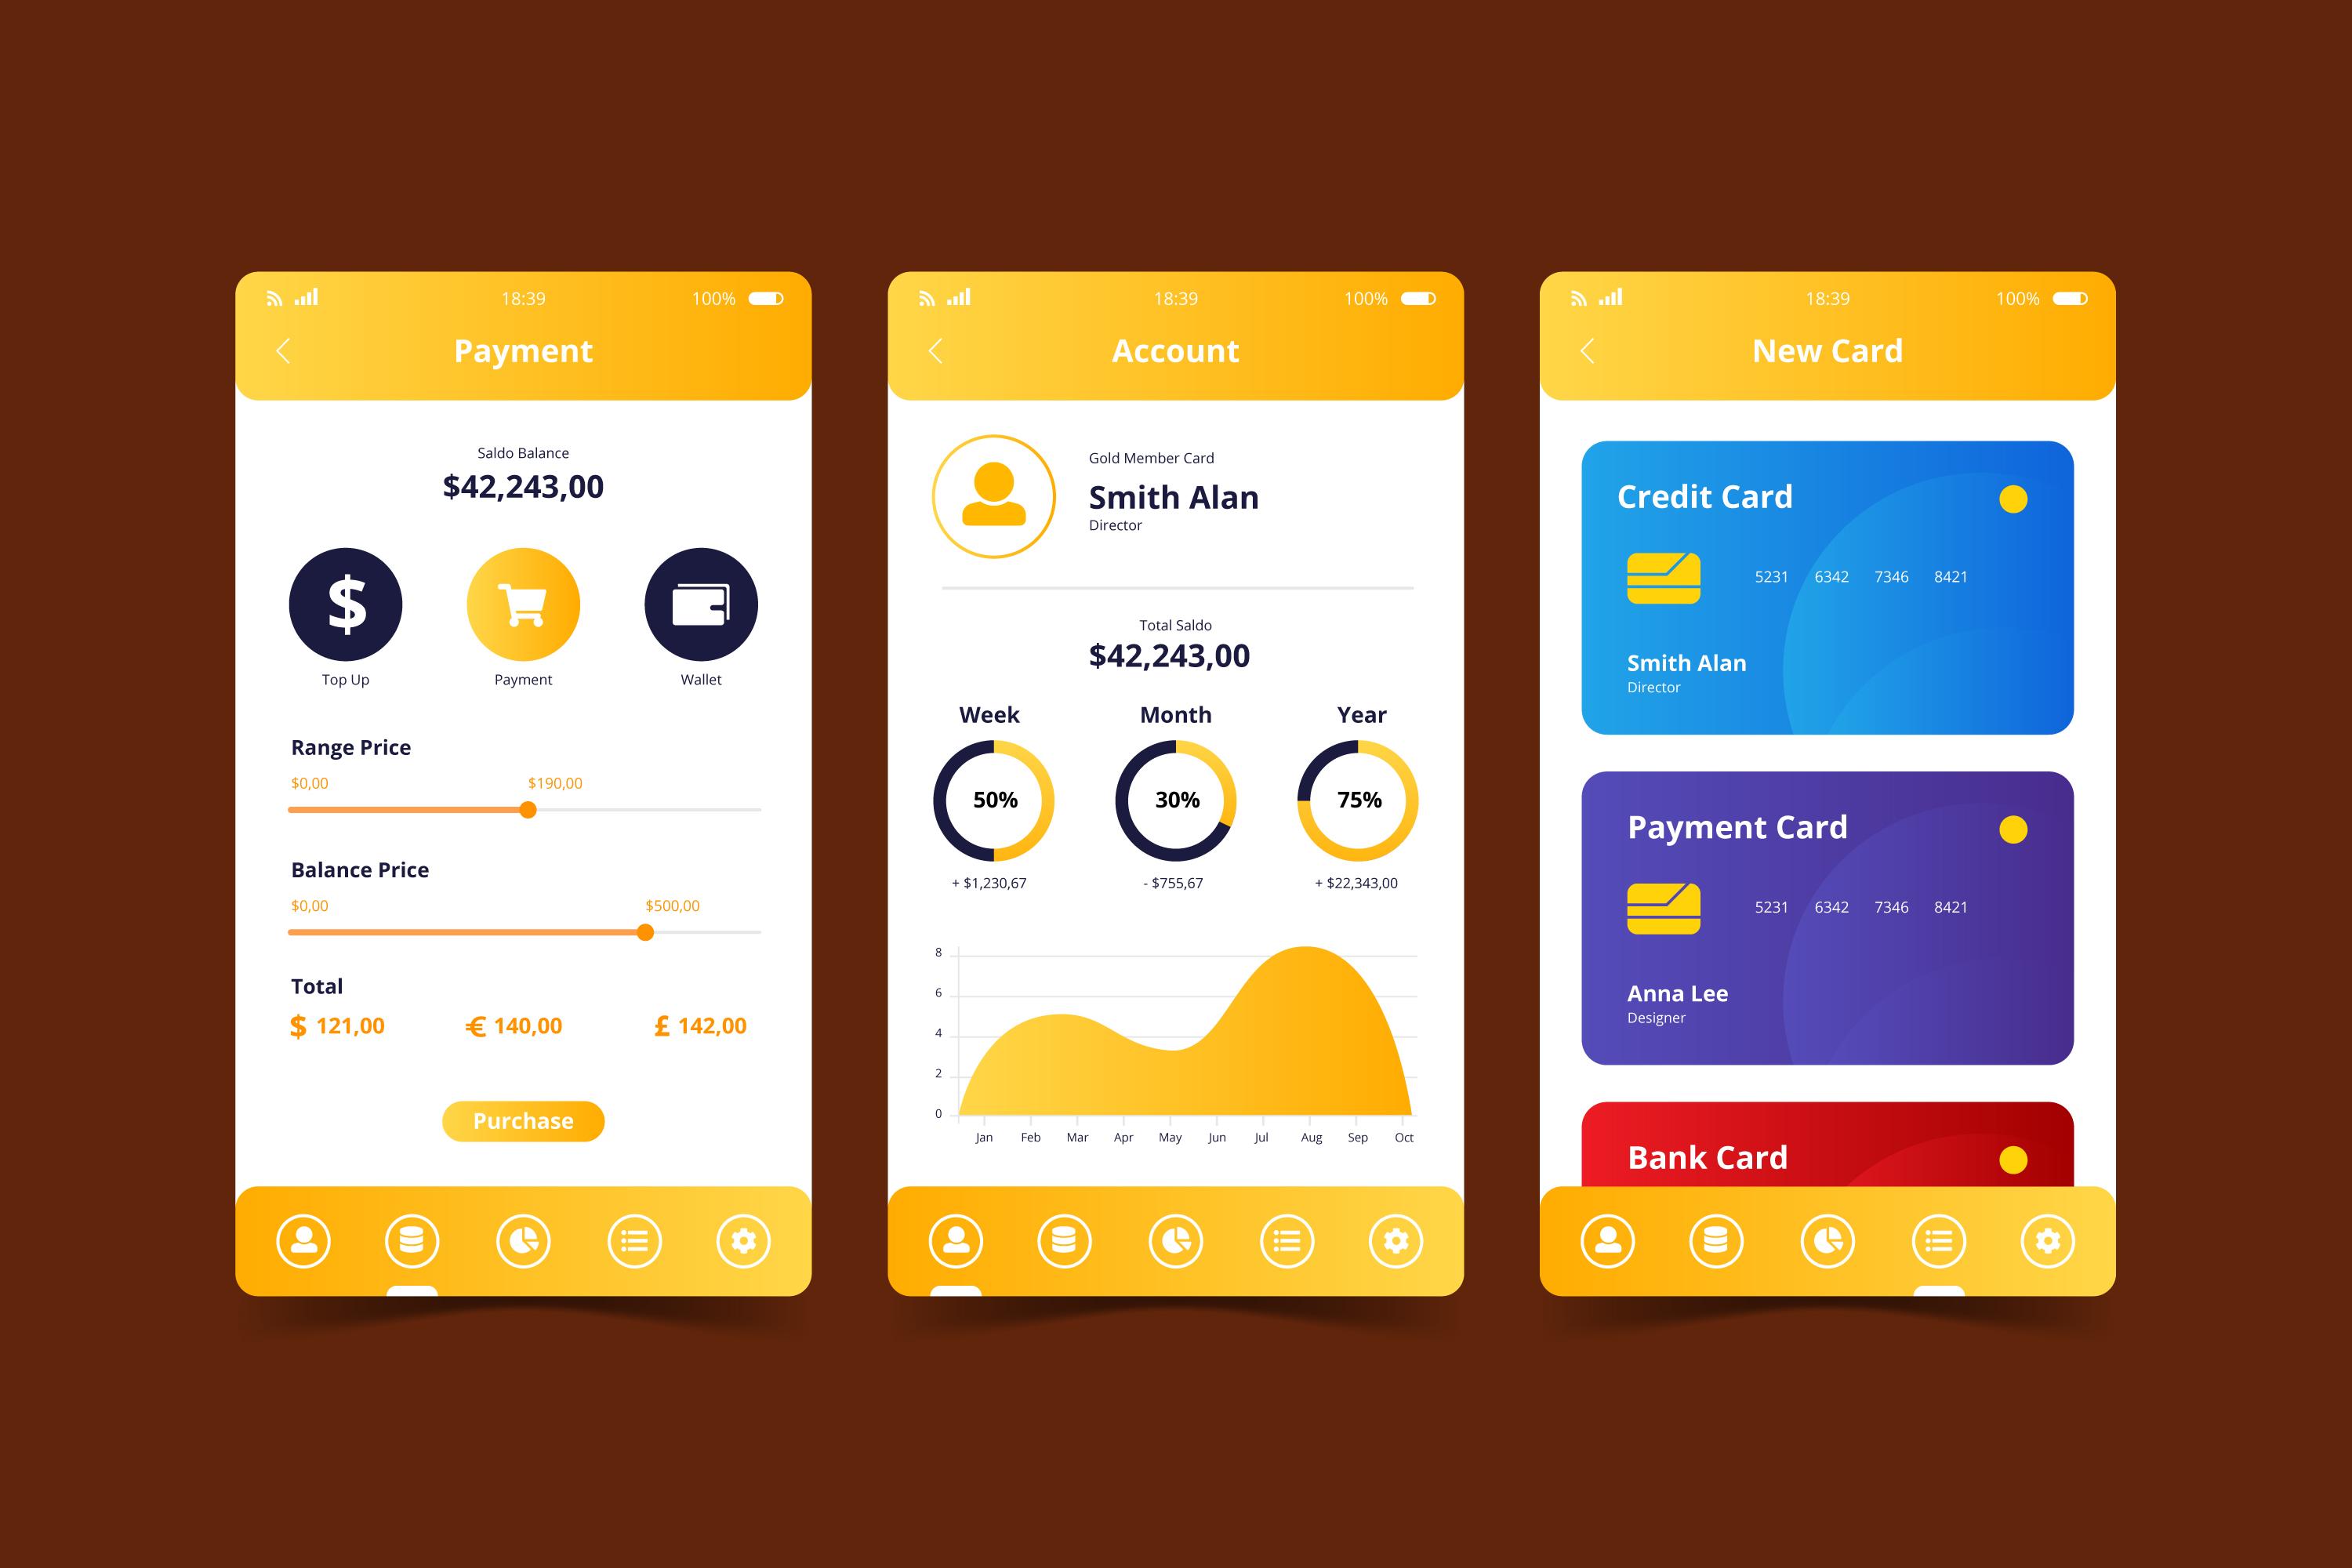 18:39
100%
Payment
Saldo Balance
$42,243,00
Top Up
Payment
Wallet
Range Price
$0,00
$190,00
Balance Price
$0,00
$500,00
Total
$ 121,00
€ 140,00
£ 142,00
Purchase
18:39
100%
Account
Gold Member Card
Smith Alan
Director
Total Saldo
$42,243,00
Week
Month
Year
50%
30%
75%
+ $1,230,67
- $755,67
+ $22,343,00
8
6
4
2
0
Jan Feb Mar Apr May Jun Jul Aug Sep Oct
18:39
100%
New Card
Credit Card
5231 6342 7346 8421
Smith Alan
Director
Payment Card
5231 6342 7346 8421
Anna Lee
Designer
Bank Card